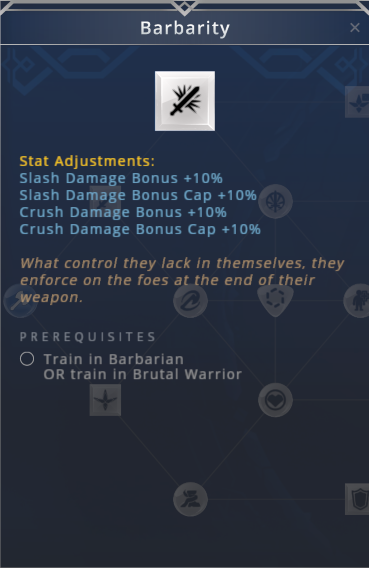 Barbarity
Stat Adjustments:
Slash Damage Bonus +10%
Slash Damage Bonus Cap +10%
Crush Damage Bonus +10%
Crush Damage Bonus Cap +10%
What control they lack in themselves, they
enforce on the foes at the end of their
weapon.
PREREQUISITES
Train in Barbarian
OR train in Brutal Warrior